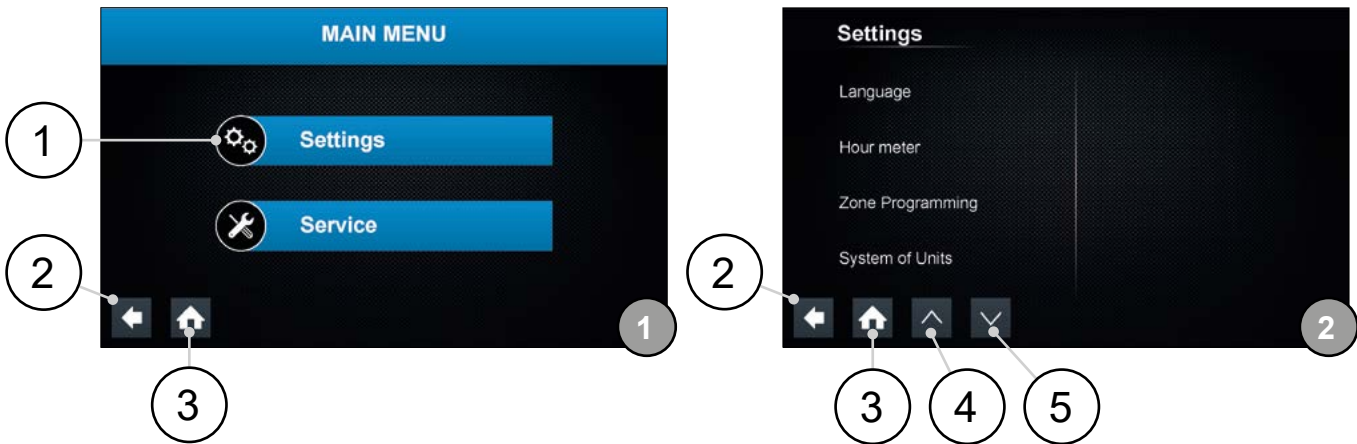 MAIN MENU
1
Settings
Service
2
3
1
Settings
Language
Hour meter
Zone Programming
System of Units
2
3
4
5
2